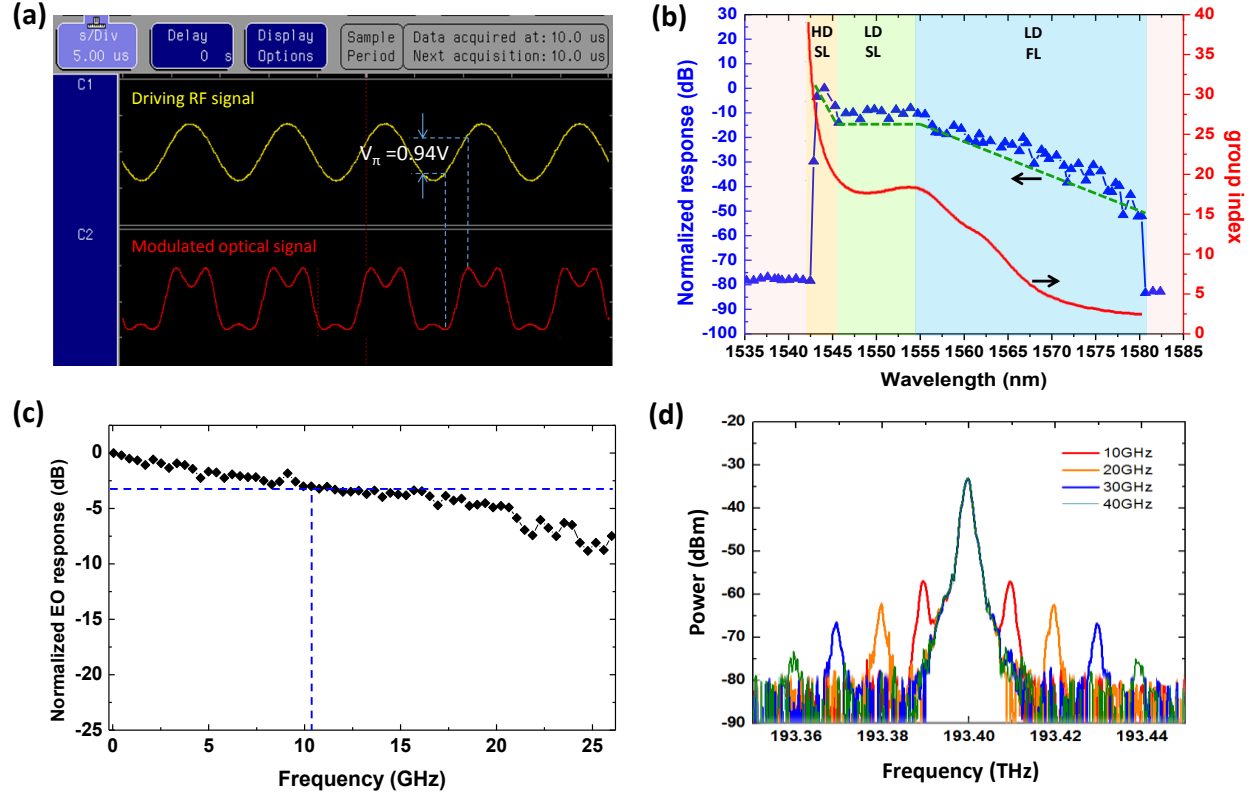 (a)
s/Div
5.00 us
Delay
0 s
Display
Options
Sample
Period
Data acquired at: 10.0 us
Next acquisition: 10.0 us
C1
Driving RF signal
Vπ =0.94V
C2
Modulated optical signal
(b)
HD
SL
LD
SL
LD
FL
30
20
10
0
-10
-20
-30
-40
-50
-60
-70
-80
-90
-100
Normalized response (dB)
40
35
30
25
20
15
10
5
0
group index
1535 1540 1545 1550 1555 1560 1565 1570 1575 1580 1585
Wavelength (nm)
(c)
0
-5
-10
-15
-20
-25
Normalized EO response (dB)
0 5 10 15 20 25
Frequency (GHz)
(d)
10GHz
20GHz
30GHz
40GHz
-20
-30
-40
-50
-60
-70
-80
-90
Power (dBm)
193.36 193.38 193.40 193.42 193.44
Frequency (THz)